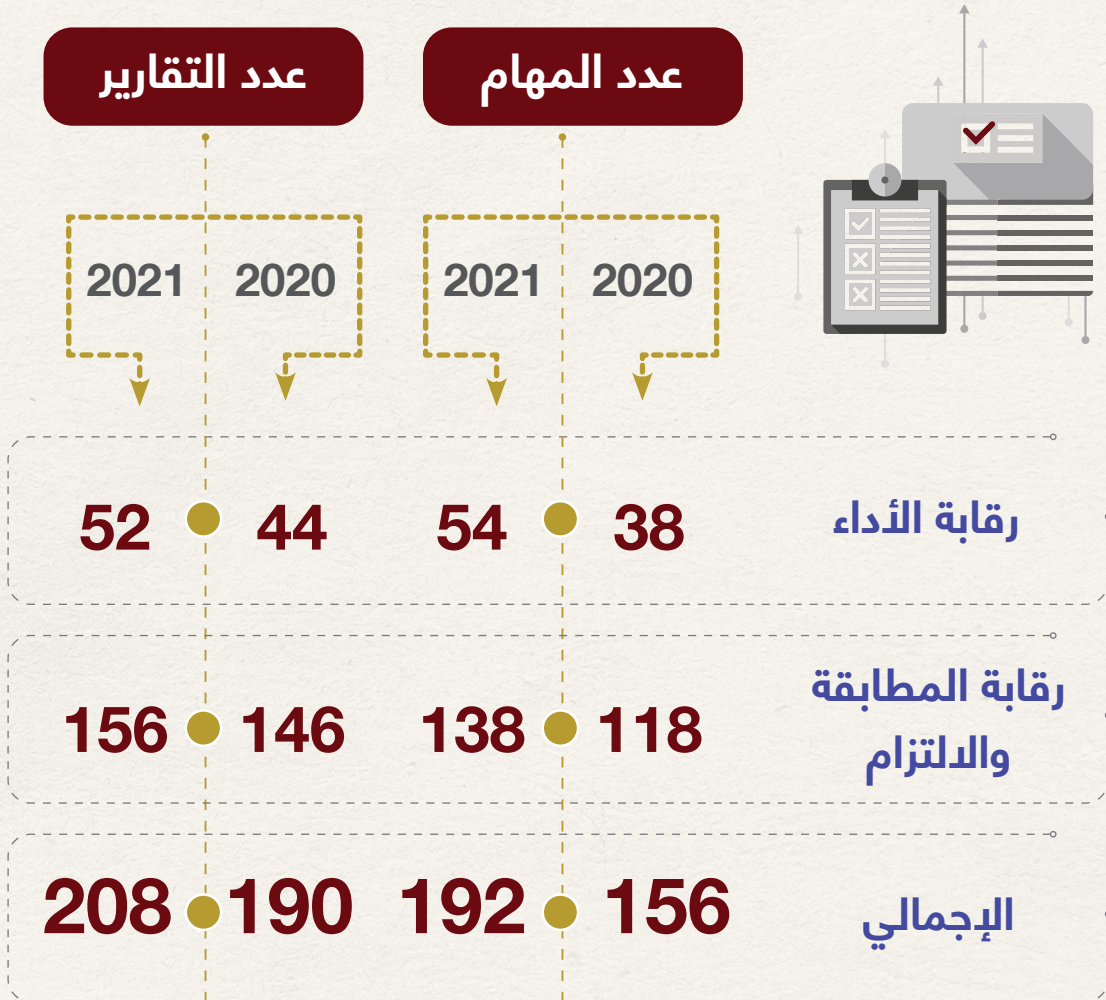 عدد المهام
عدد التقارير
2020 2021
2020 2021
رقابة الأداء
38 54 44 52
رقابة المطابقة
والالتزام
118 138 146 156
الإجمالي
156 192 190 208